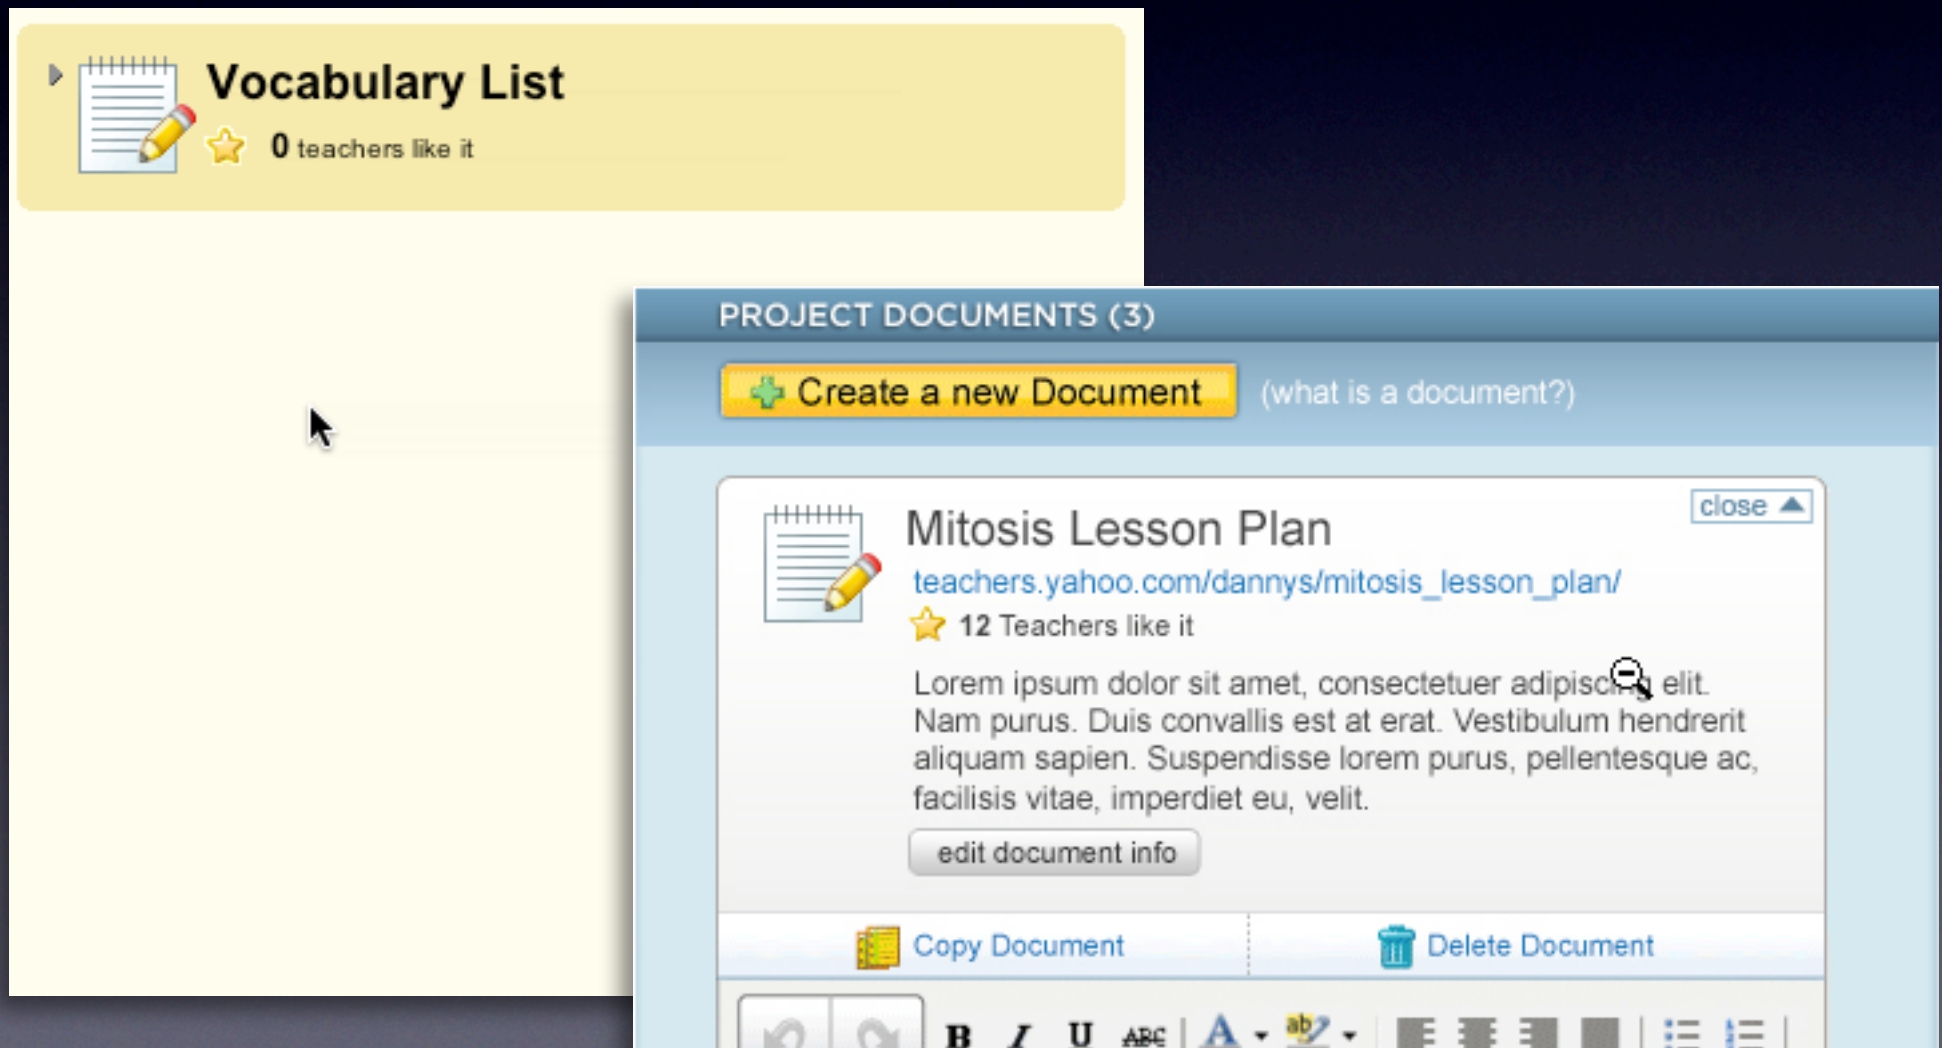 Vocabulary List
0 teachers like it
PROJECT DOCUMENTS (3)
Create a new Document (what is a document?)
close
Mitosis Lesson Plan
teachers.yahoo.com/dannys/mitosis_lesson_plan/
12 Teachers like it
Lorem ipsum dolor sit amet, consectetuer adipiscing elit.
Nam purus. Duis convallis est at erat. Vestibulum hendrerit
aliquam sapien. Suspendisse lorem purus, pellentesque ac,
facilisis vitae, imperdiet eu, velit.
edit document info
Copy Document Delete Document
B I U ABC A ab